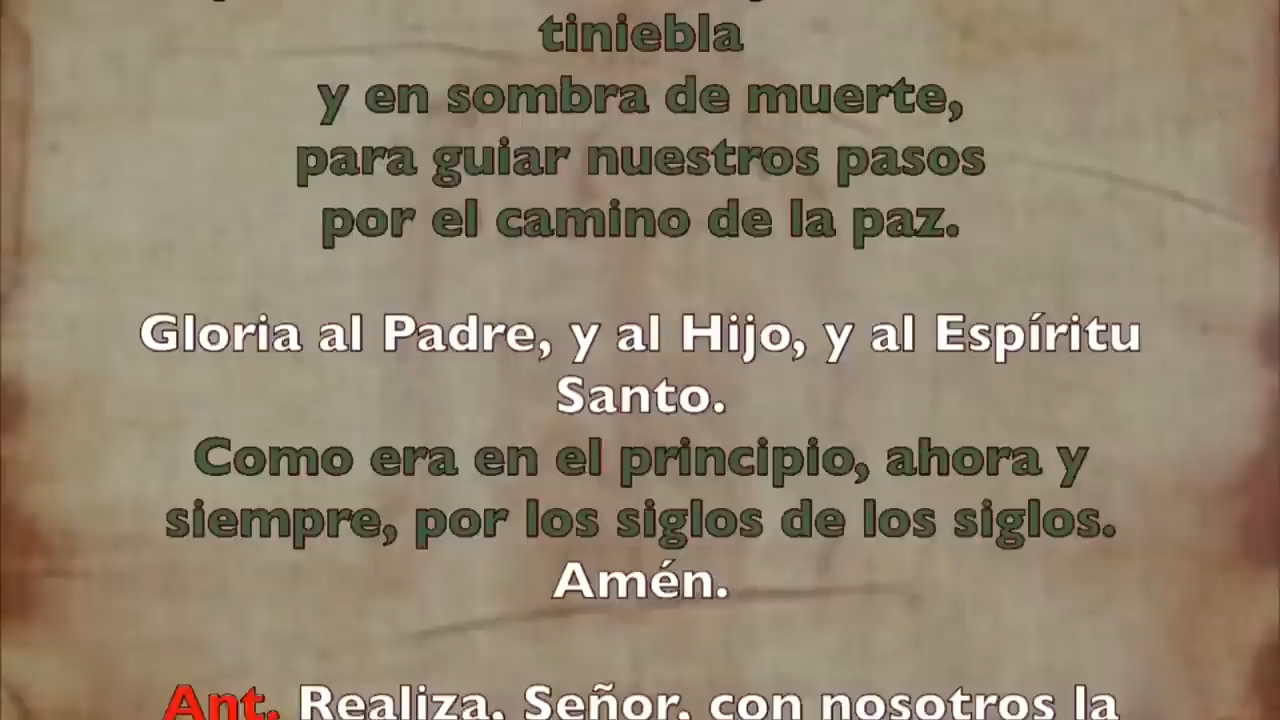 tiniebla
y en sombra de muerte,
para guiar nuestros pasos
por el camino de la paz.
Gloria al Padre, y al Hijo, y al Espíritu
Santo.
Como era en el principio, ahora y
siempre, por los siglos de los siglos.
Amén.
Ant. Realiza, Señor, con nosotros la